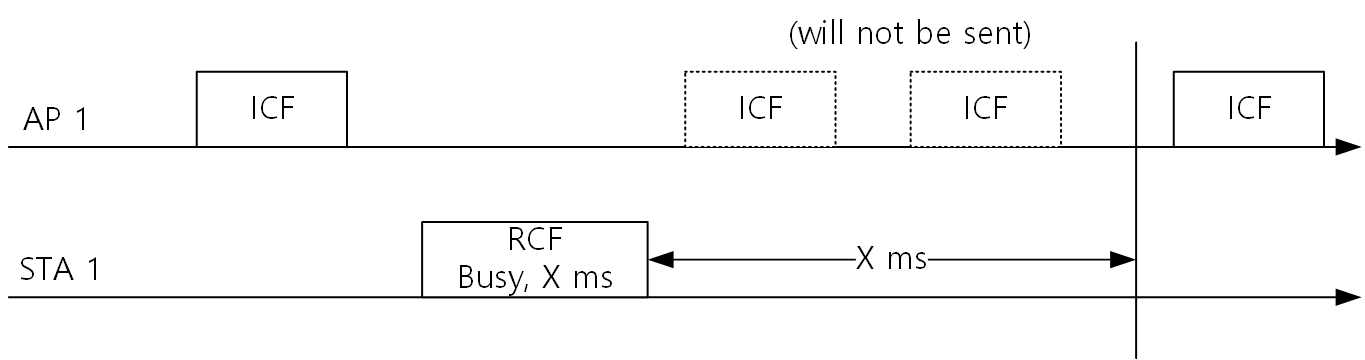 (will not be sent)
AP 1
ICF
ICF
ICF
ICF
STA 1
RCF
Busy, X ms
X ms